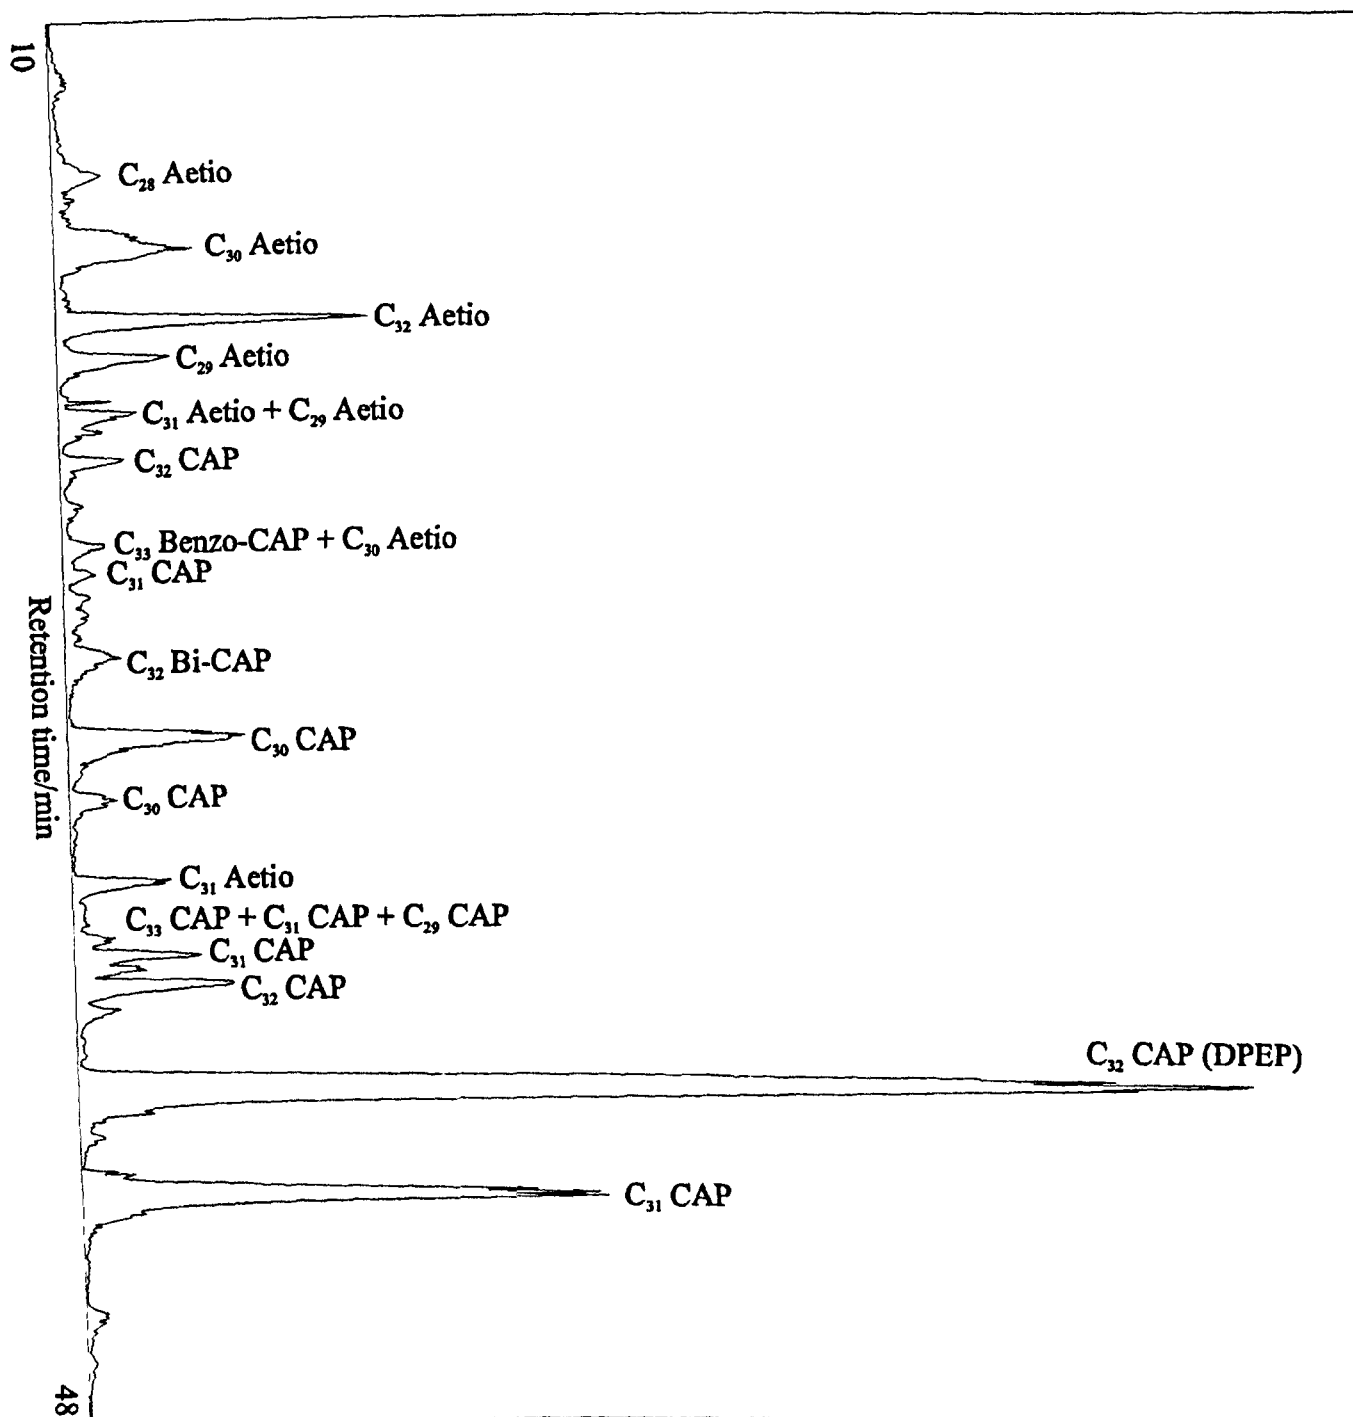 10
C₂₈ Aetio
C₃₀ Aetio
C₃₂ Aetio
C₂₉ Aetio
C₃₁ Aetio + C₂₉ Aetio
C₃₂ CAP
C₃₃ Benzo-CAP + C₃₀ Aetio
C₃₁ CAP
Retention time/min
C₃₂ Bi-CAP
C₃₀ CAP
C₃₀ CAP
C₃₁ Aetio
C₃₃ CAP + C₃₁ CAP + C₂₉ CAP
C₃₁ CAP
C₃₂ CAP
C₃₂ CAP (DPEP)
C₃₁ CAP
48